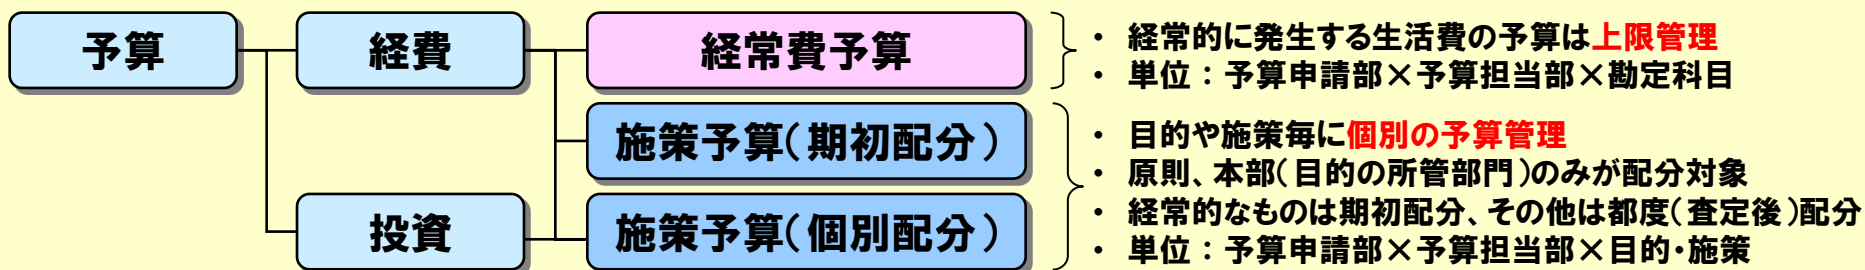 予算
経費
経常費予算
・ 経常的に発生する生活費の予算は上限管理
・ 単位：予算申請部×予算担当部×勘定科目
施策予算（期初配分）
・ 目的や施策毎に個別の予算管理
・ 原則、本部（目的の所管部門）のみが配分対象
投資
施策予算（個別配分）
・ 経常的なものは期初配分、その他は都度（査定後）配分
・ 単位：予算申請部×予算担当部×目的・施策